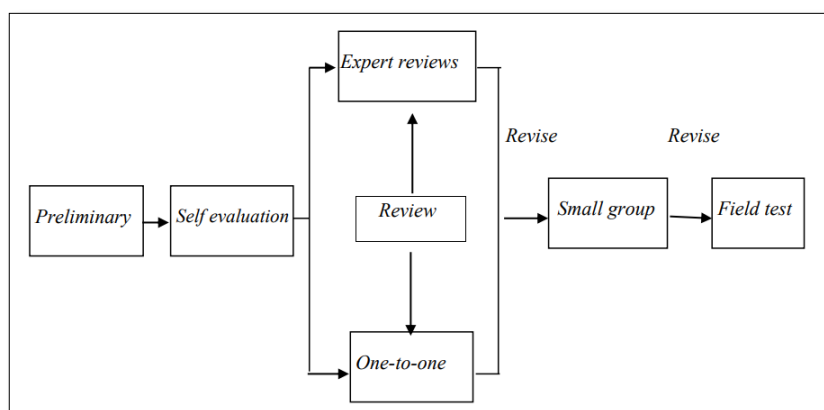 Expert reviews
Revise
Revise
Preliminary
Self evaluation
Review
Small group
Field test
One-to-one